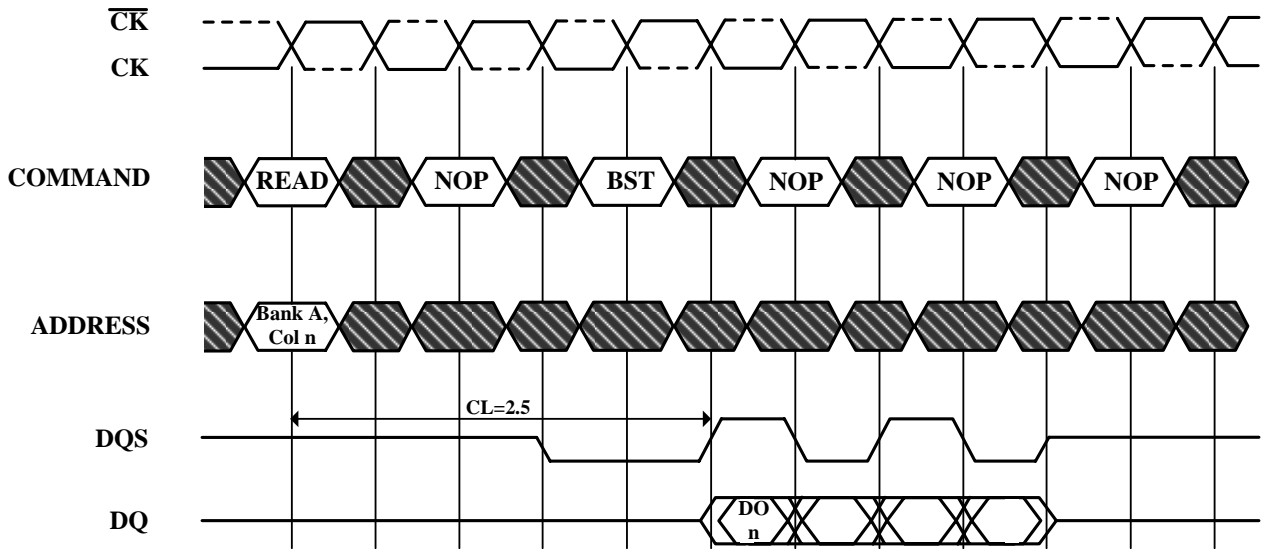 CK
CK
COMMAND READ NOP BST NOP NOP NOP
ADDRESS Bank A,
Col n
CL=2.5
DQS
DQ DO
n